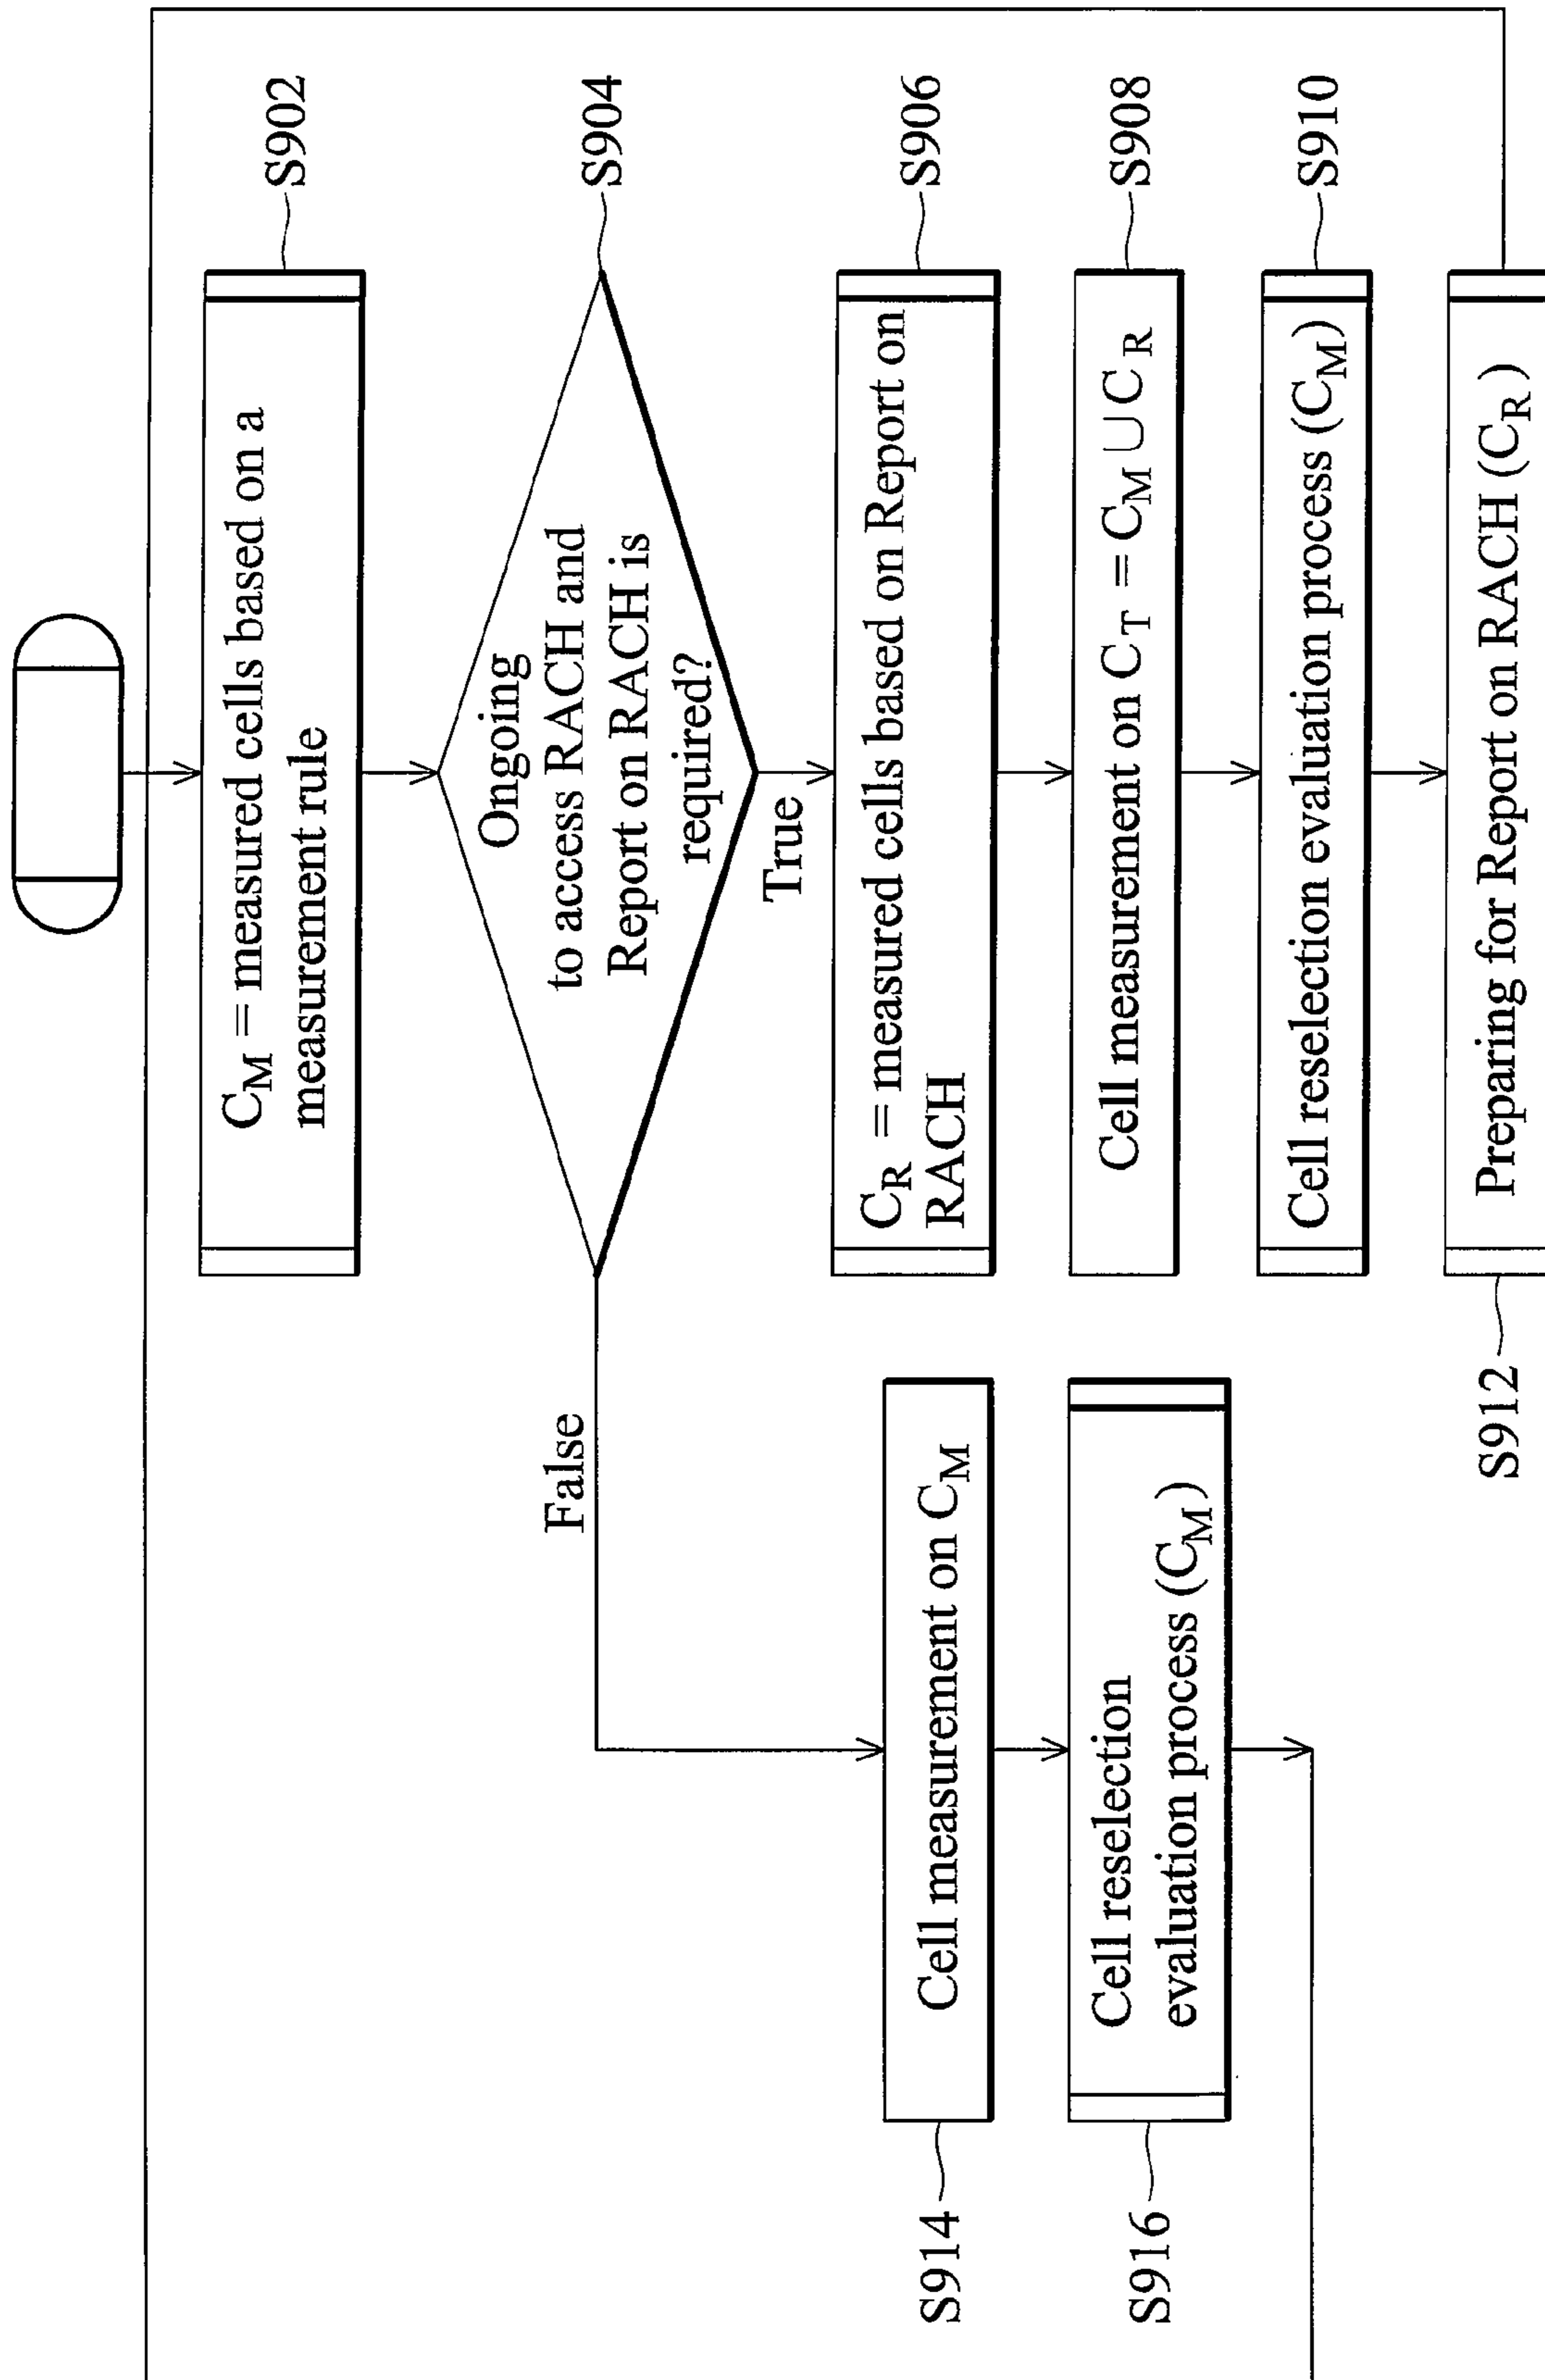 C_M = measured cells based on a
measurement rule
S902
Ongoing
to access RACH and
Report on RACH is
required?
S904
True
False
C_R = measured cells based on Report on
RACH
S906
Cell measurement on C_T = C_M ∪ C_R
S908
Cell reselection evaluation process (C_M)
S910
Preparing for Report on RACH (C_R)
S912
Cell measurement on C_M
S914
Cell reselection
evaluation process (C_M)
S916